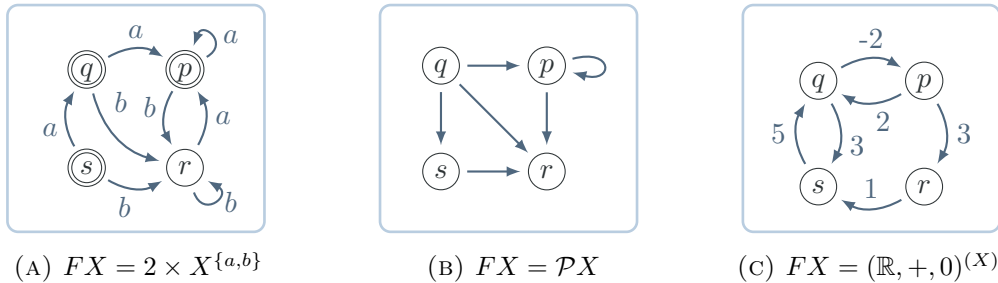 a
a
q
p
b
b
a
a
s
r
b
b
(A) FX = 2 × X^{a,b}
q
p
s
r
(B) FX = 𝒫X
-2
q
p
2
5
3
3
s
1
r
(C) FX = (ℝ, +, 0)^(X)